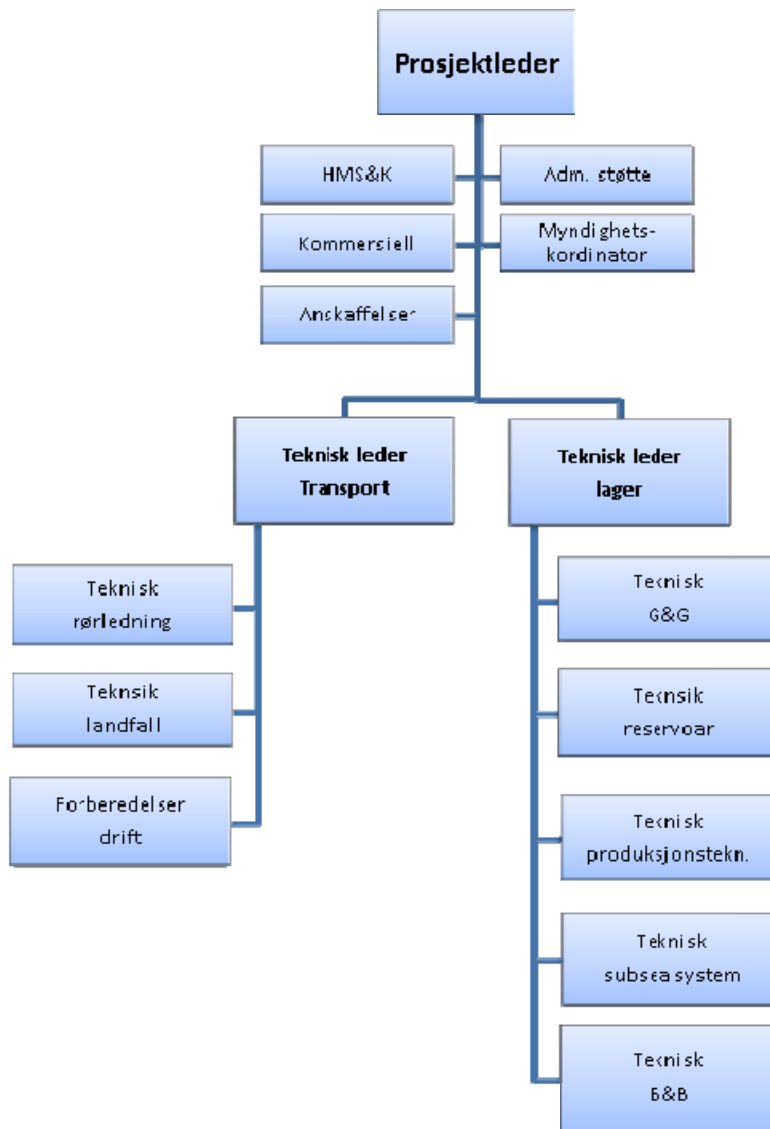 Prosjektleder
HMS&K
Adm. støtte
Kommersiell
Myndighets-
kordinator
Anskaffelser
Teknisk leder
Transport
Teknisk leder
lager
Teknisk
rørledning
Teknsik
landfall
Forberedelser
drift
Teknisk
G&G
Teknsik
reservoar
Teknisk
produksjonstekn.
Teknisk
subsea system
Teknisk
B&B